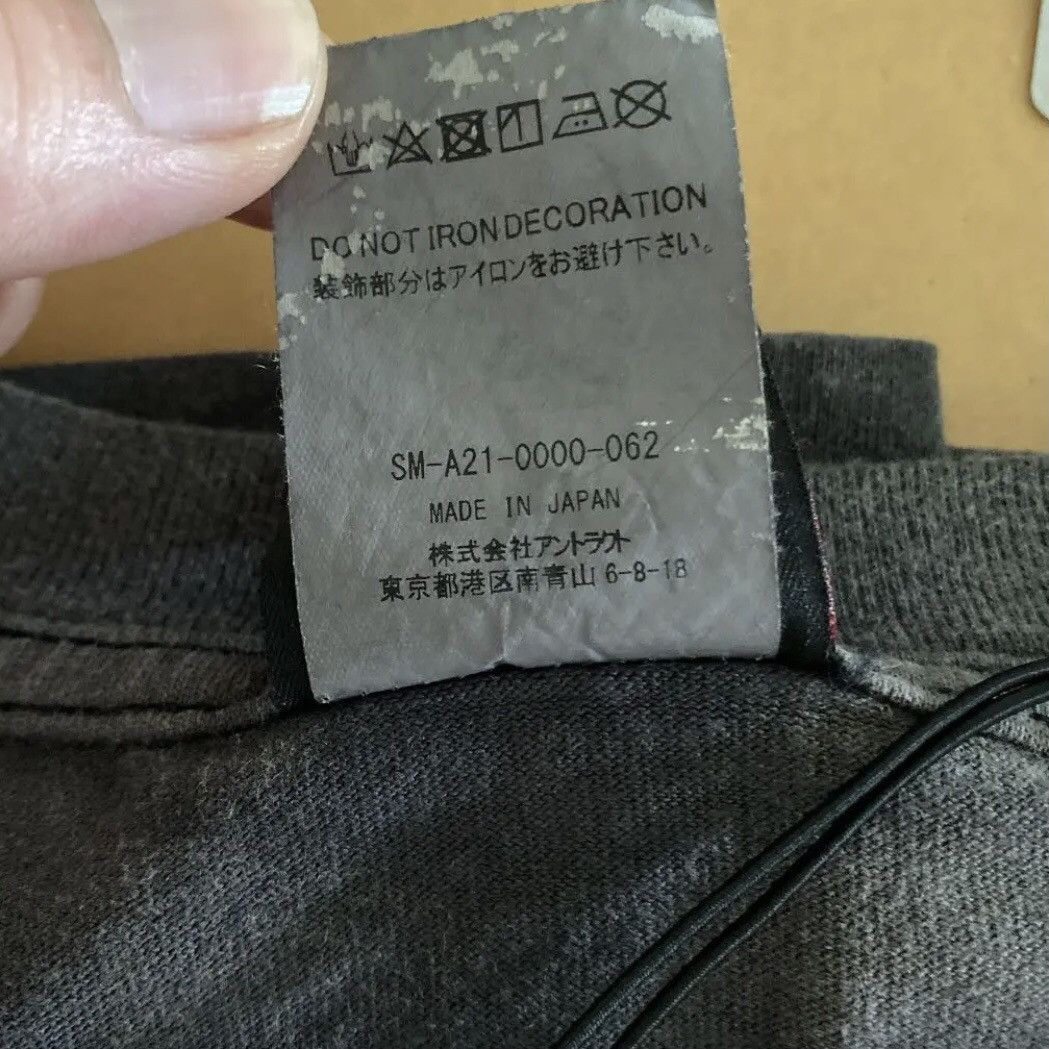 DO NOT IRON DECORATION
装飾部分はアイロンをお避け下さい。
SM-A21-0000-062
MADE IN JAPAN
株式会社アントラクト
東京都港区南青山 6-8-18